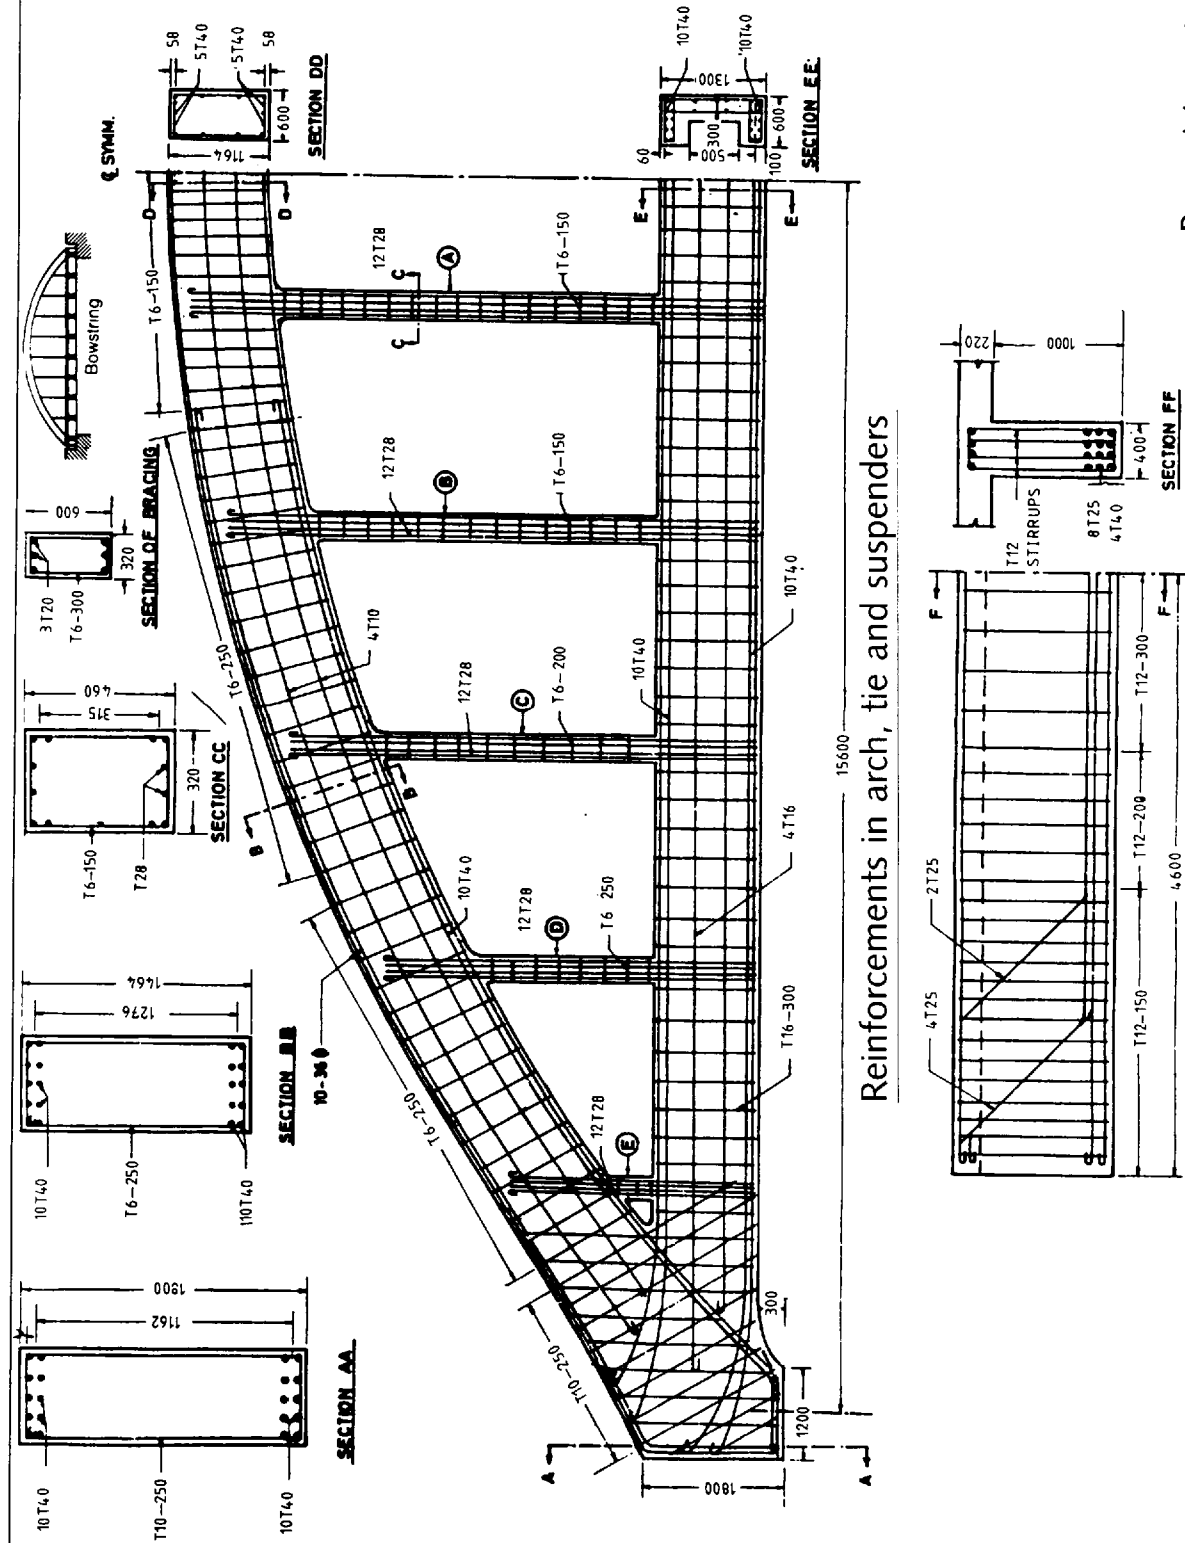 10T40
T10-250
10T40
1800
1162
SECTION AA
10T40
T6-250
10T40
1464
1276
SECTION BB
T6-150
T28
460
315
320
SECTION CC
3T20
T6-300
600
320
SECTION OF BRACING
Bowstring
₵ SYMM.
58
5T40
5T40
58
1164
600
SECTION DD
T6-150
D
D
T6-250
10-36ϕ
T6-250
T10-250
B
B
4T10
10T40
12T28
C
C
A
T6-150
12T28
B
T6-150
12T28
C
T6-200
12T28
D
T6 250
12T28
E
10T40
10T40
4T16
T16-300
E
E
10T40
10T40
1300
60
300
500
600
100
SECTION EE
15600
300
1200
1800
A
A
Reinforcements in arch, tie and suspenders
4T25
2T25
F
F
T12-150
T12-200
T12-300
4600
220
1000
T12
STIRRUPS
8T25
4T40
400
SECTION FF